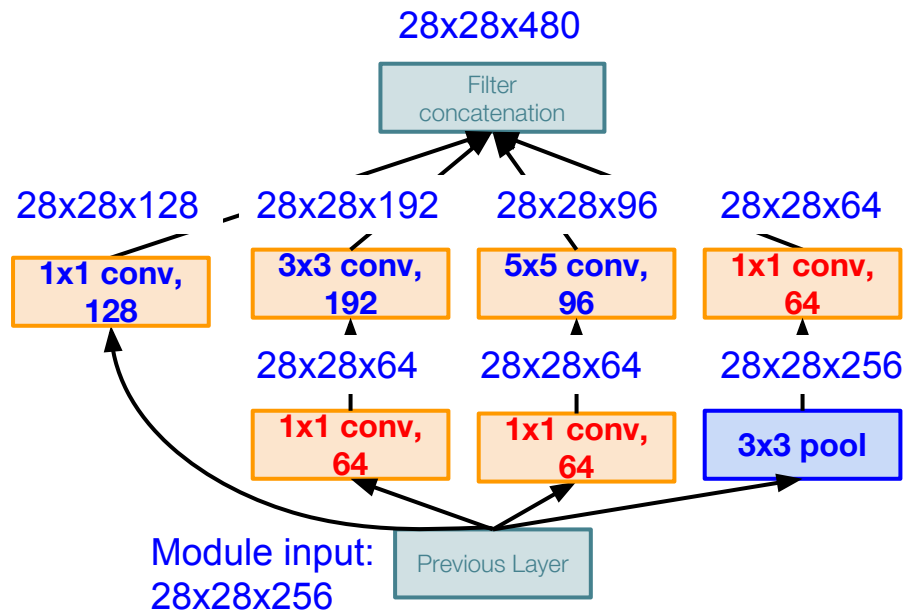 28x28x480
Filter
concatenation
28x28x128
28x28x192
28x28x96
28x28x64
1x1 conv,
128
3x3 conv,
192
5x5 conv,
96
1x1 conv,
64
28x28x64
28x28x64
28x28x256
1x1 conv,
64
1x1 conv,
64
3x3 pool
Module input:
28x28x256
Previous Layer